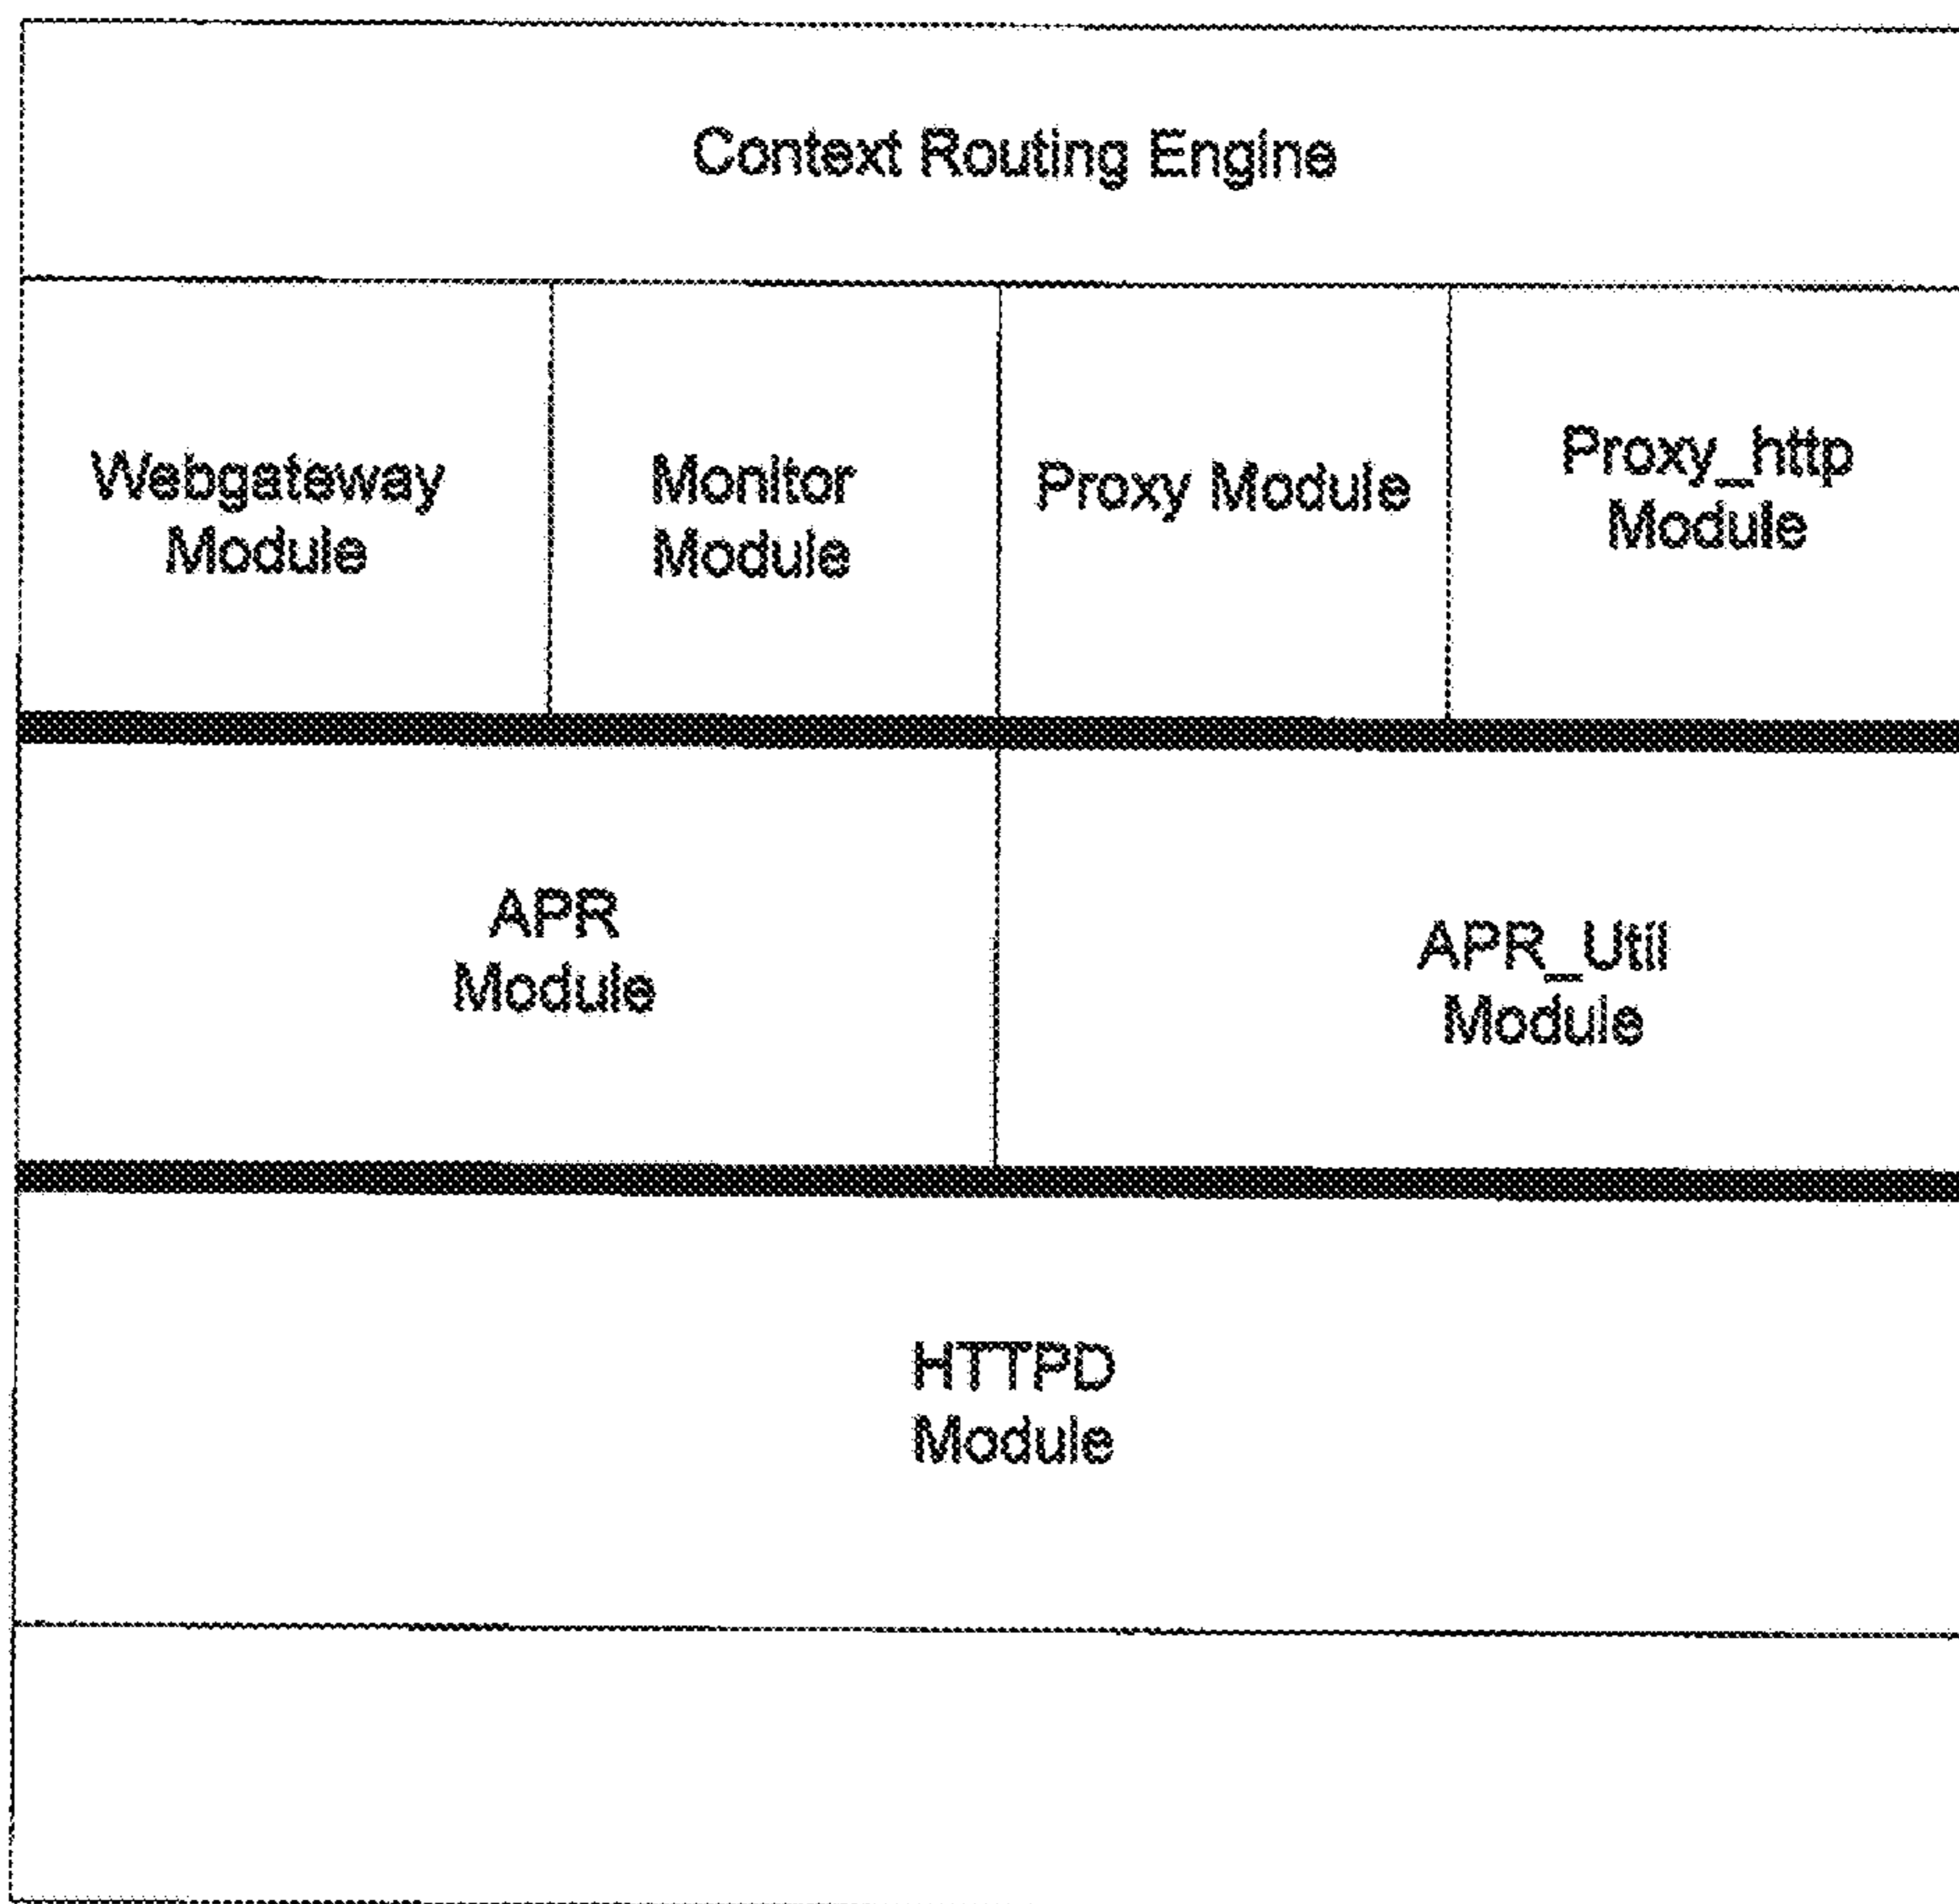 Context Routing Engine
Webgateway
Module
Monitor
Module
Proxy Module
Proxy_http
Module
APR
Module
APR_Util
Module
HTTPD
Module